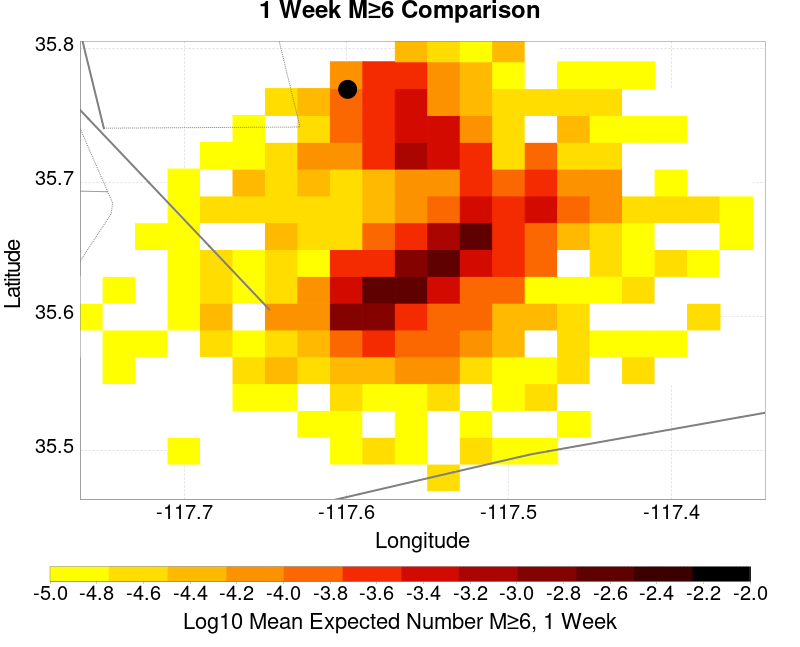 1 Week M≥6 Comparison
35.8
35.7
35.6
35.5
Latitude
-117.7 -117.6 -117.5 -117.4
Longitude
-5.0 -4.8 -4.6 -4.4 -4.2 -4.0 -3.8 -3.6 -3.4 -3.2 -3.0 -2.8 -2.6 -2.4 -2.2 -2.0
Log10 Mean Expected Number M≥6, 1 Week